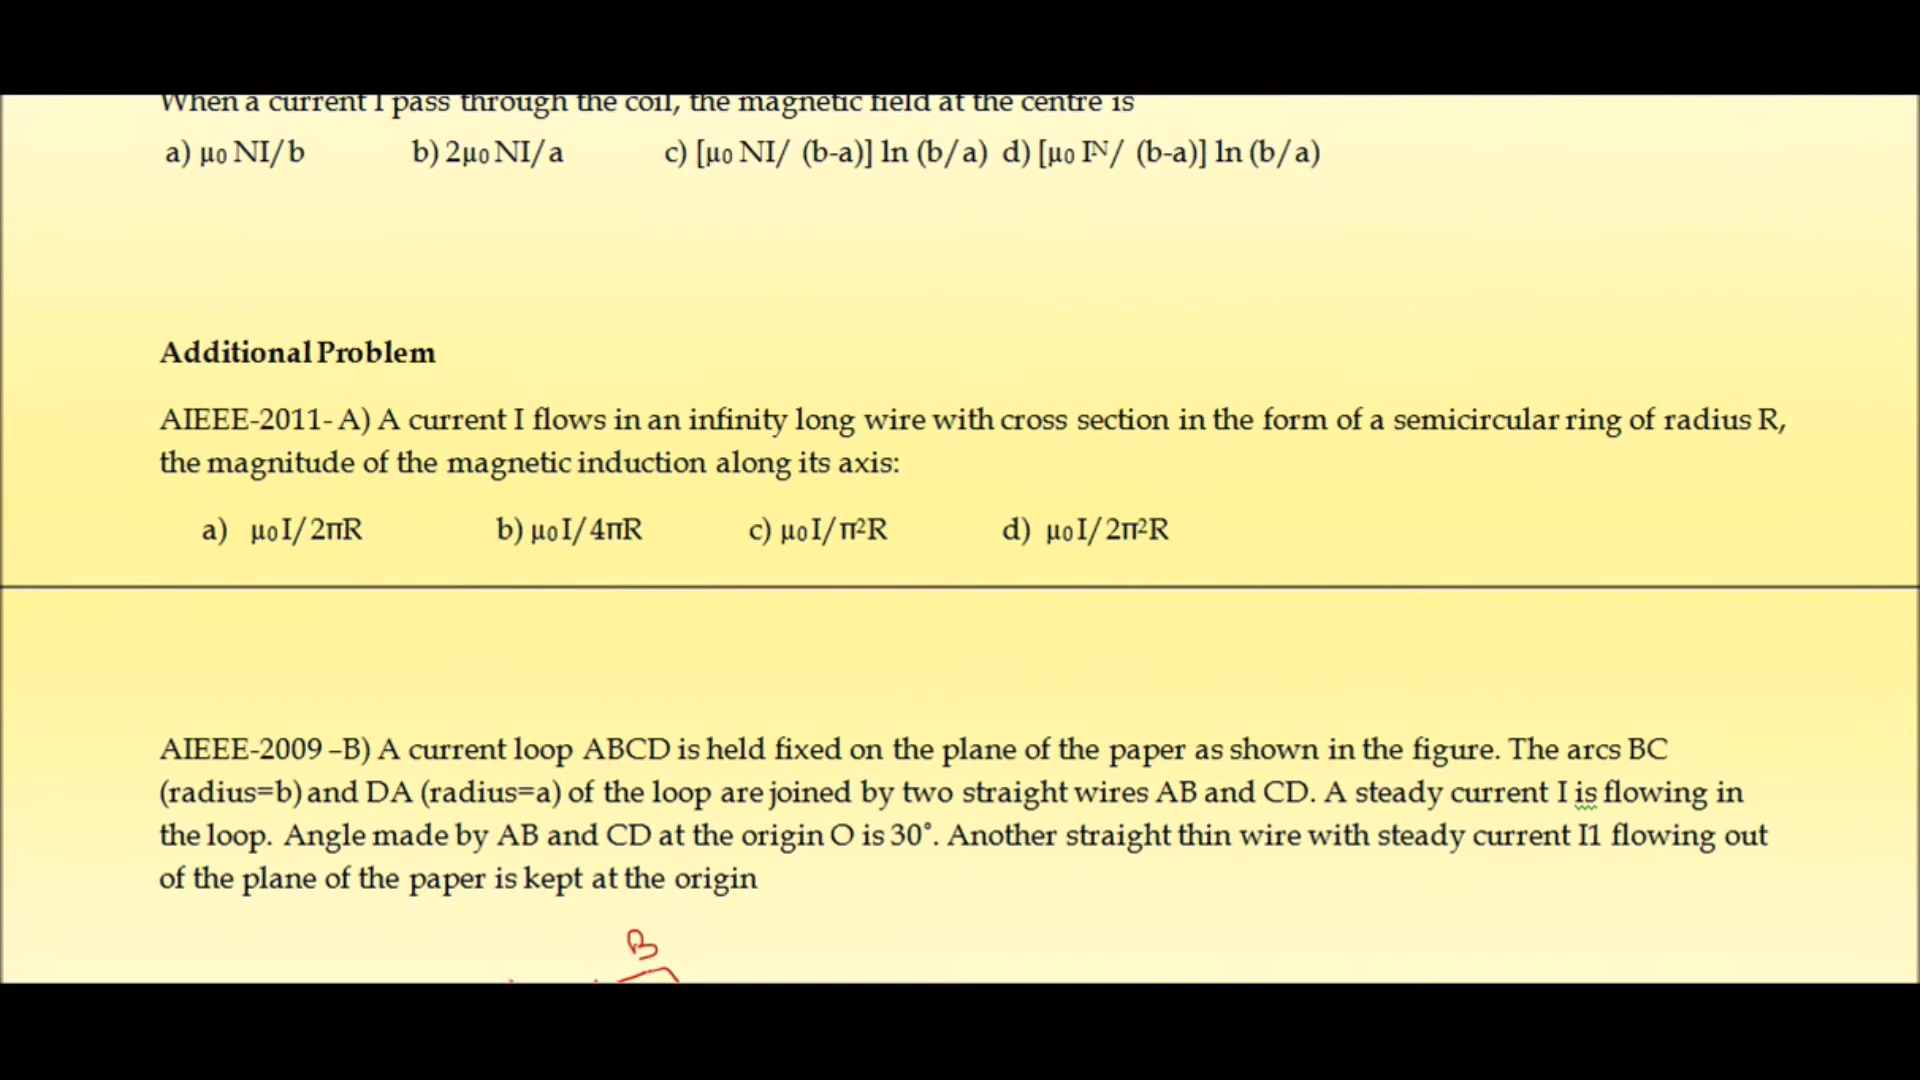 When a current I pass through the coil, the magnetic field at the centre is
a) μ₀ NI/b b) 2μ₀ NI/a c) [μ₀ NI/ (b-a)] ln (b/a) d) [μ₀ Iᴺ/ (b-a)] ln (b/a)
Additional Problem
AIEEE-2011- A) A current I flows in an infinity long wire with cross section in the form of a semicircular ring of radius R,
the magnitude of the magnetic induction along its axis:
a) μ₀ I/2πR b) μ₀ I/4πR c) μ₀ I/π²R d) μ₀ I/2π²R
AIEEE-2009 –B) A current loop ABCD is held fixed on the plane of the paper as shown in the figure. The arcs BC
(radius=b) and DA (radius=a) of the loop are joined by two straight wires AB and CD. A steady current I is flowing in
the loop. Angle made by AB and CD at the origin O is 30˚. Another straight thin wire with steady current I1 flowing out
of the plane of the paper is kept at the origin
B